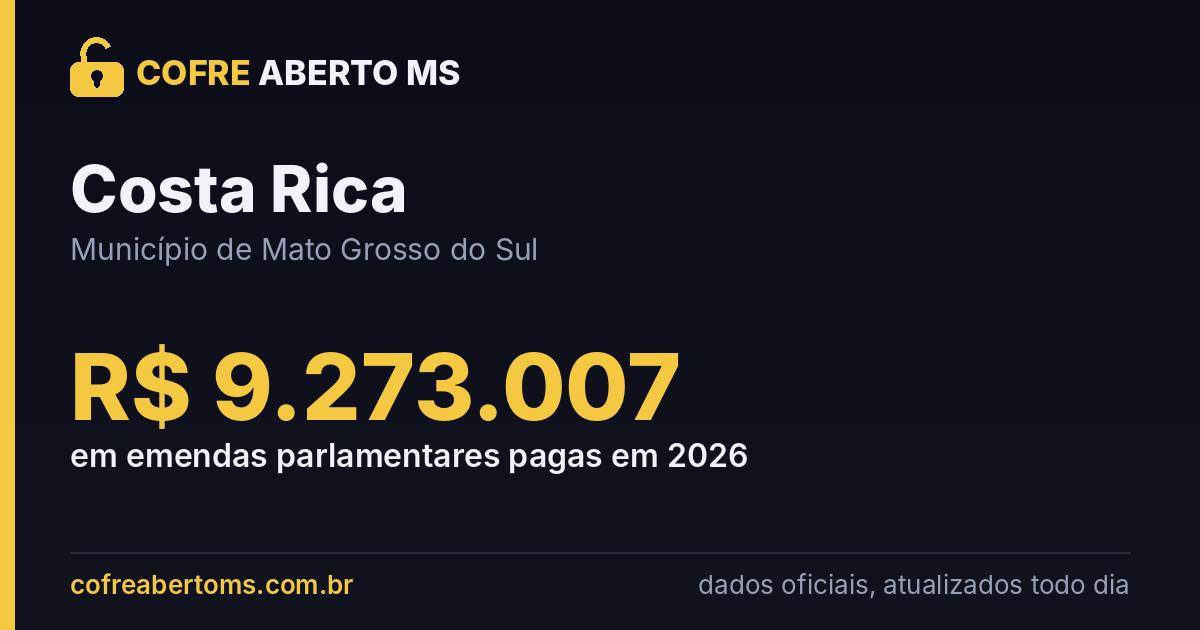 COFRE ABERTO MS
Costa Rica
Município de Mato Grosso do Sul
R$ 9.273.007
em emendas parlamentares pagas em 2026
cofreabertoms.com.br
dados oficiais, atualizados todo dia